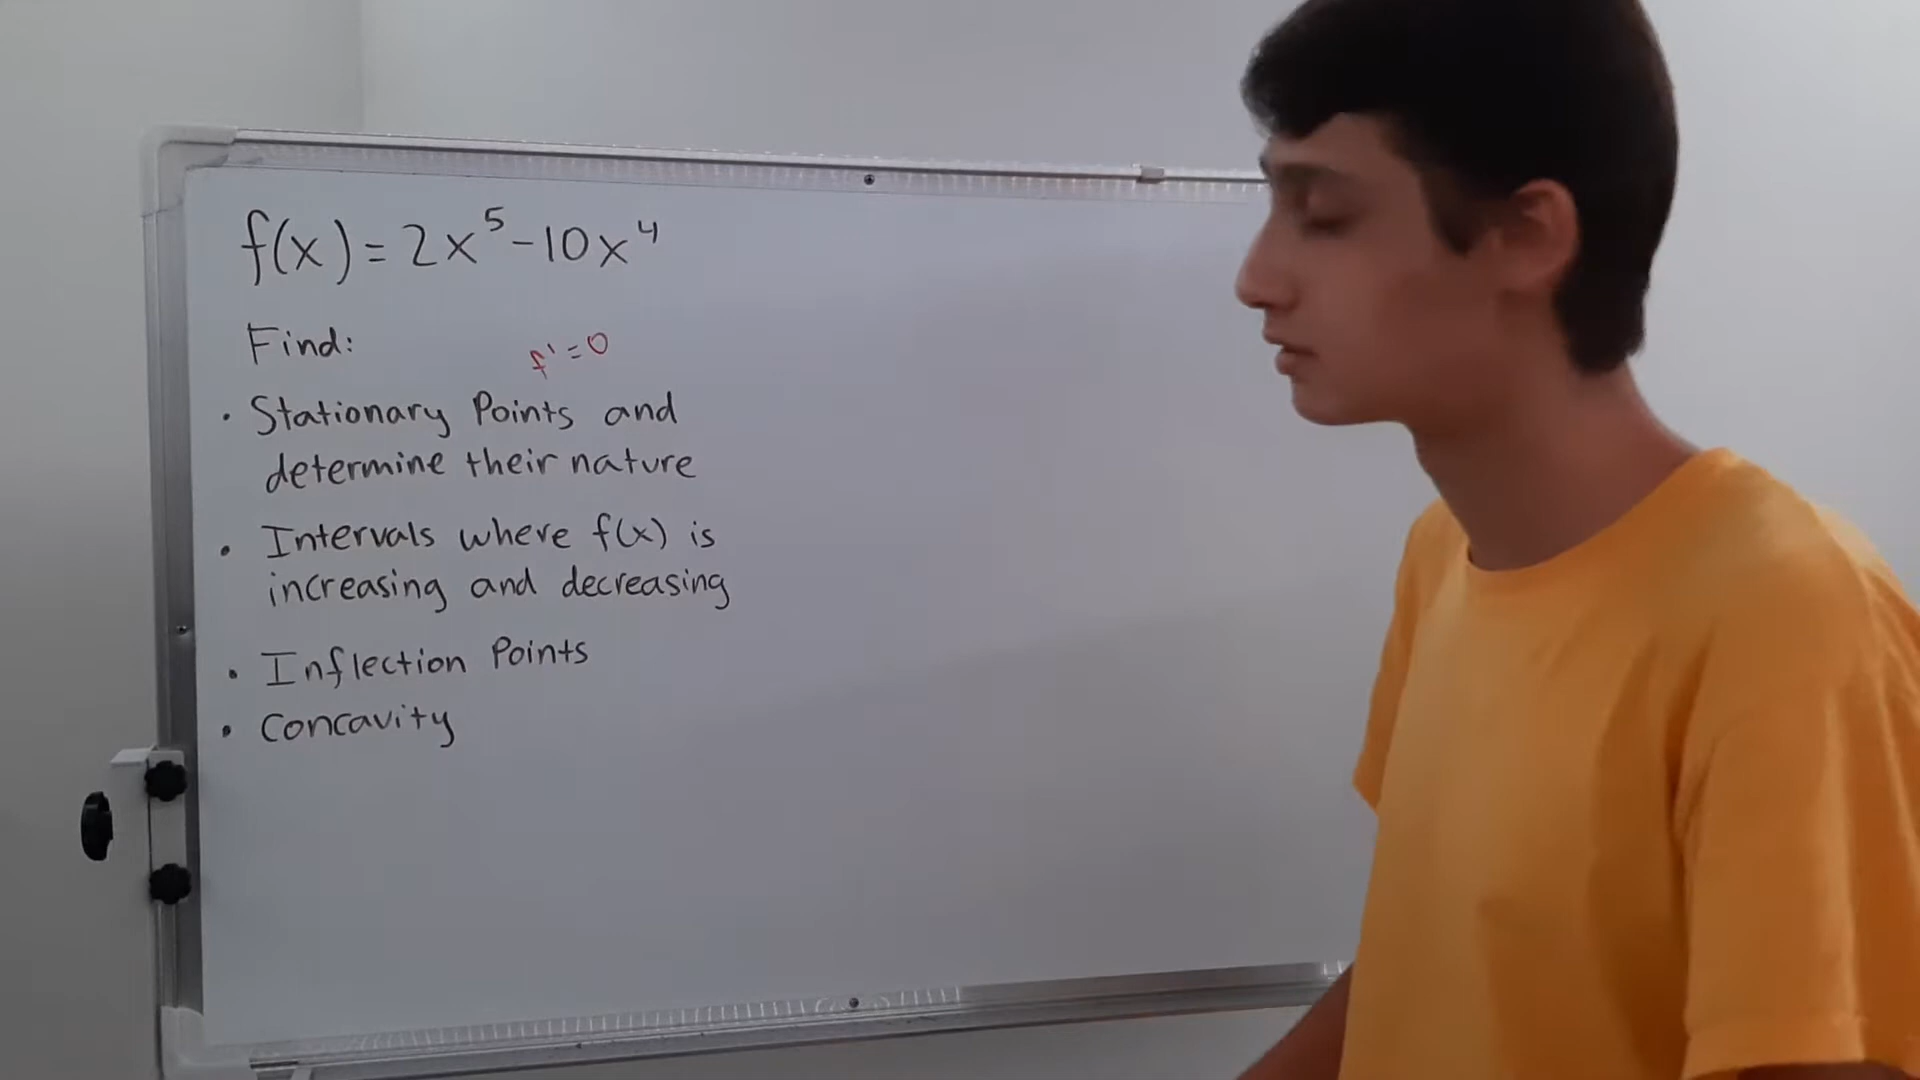 f(x) = 2x⁵ - 10x⁴
Find:
f' = 0
• Stationary Points and
determine their nature
• Intervals where f(x) is
increasing and decreasing
• Inflection Points
• Concavity